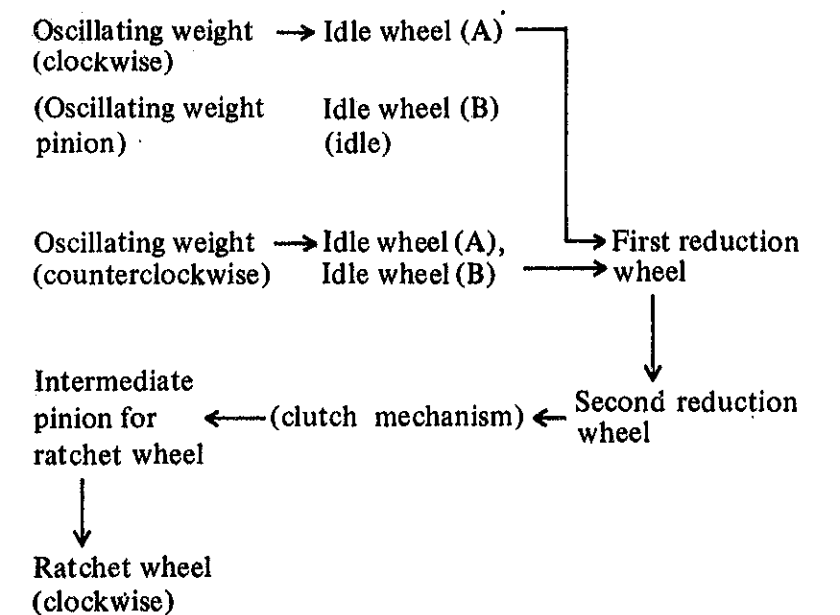 Oscillating weight → Idle wheel (A)
(clockwise)
(Oscillating weight Idle wheel (B)
pinion) (idle)
Oscillating weight → Idle wheel (A), → First reduction
(counterclockwise) Idle wheel (B) → wheel
Intermediate
pinion for ← (clutch mechanism) ← Second reduction
ratchet wheel wheel
Ratchet wheel
(clockwise)